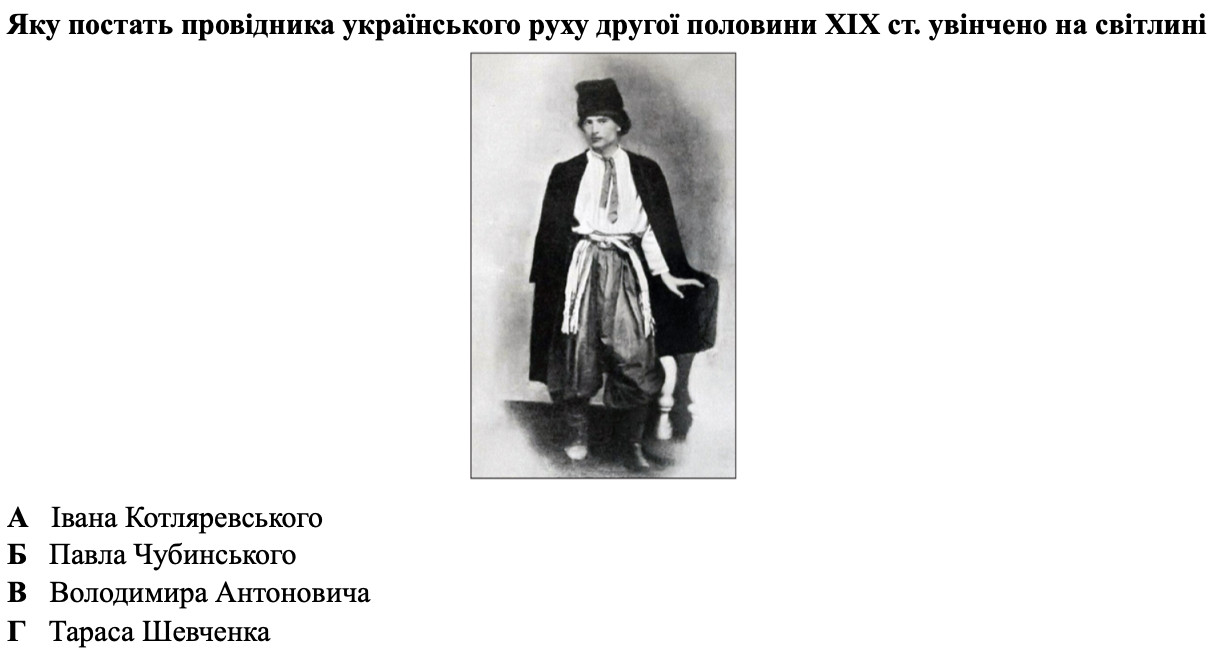 Яку постать провідника українського руху другої половини ХІХ ст. увінчено на світлині
А Івана Котляревського
Б Павла Чубинського
В Володимира Антоновича
Г Тараса Шевченка